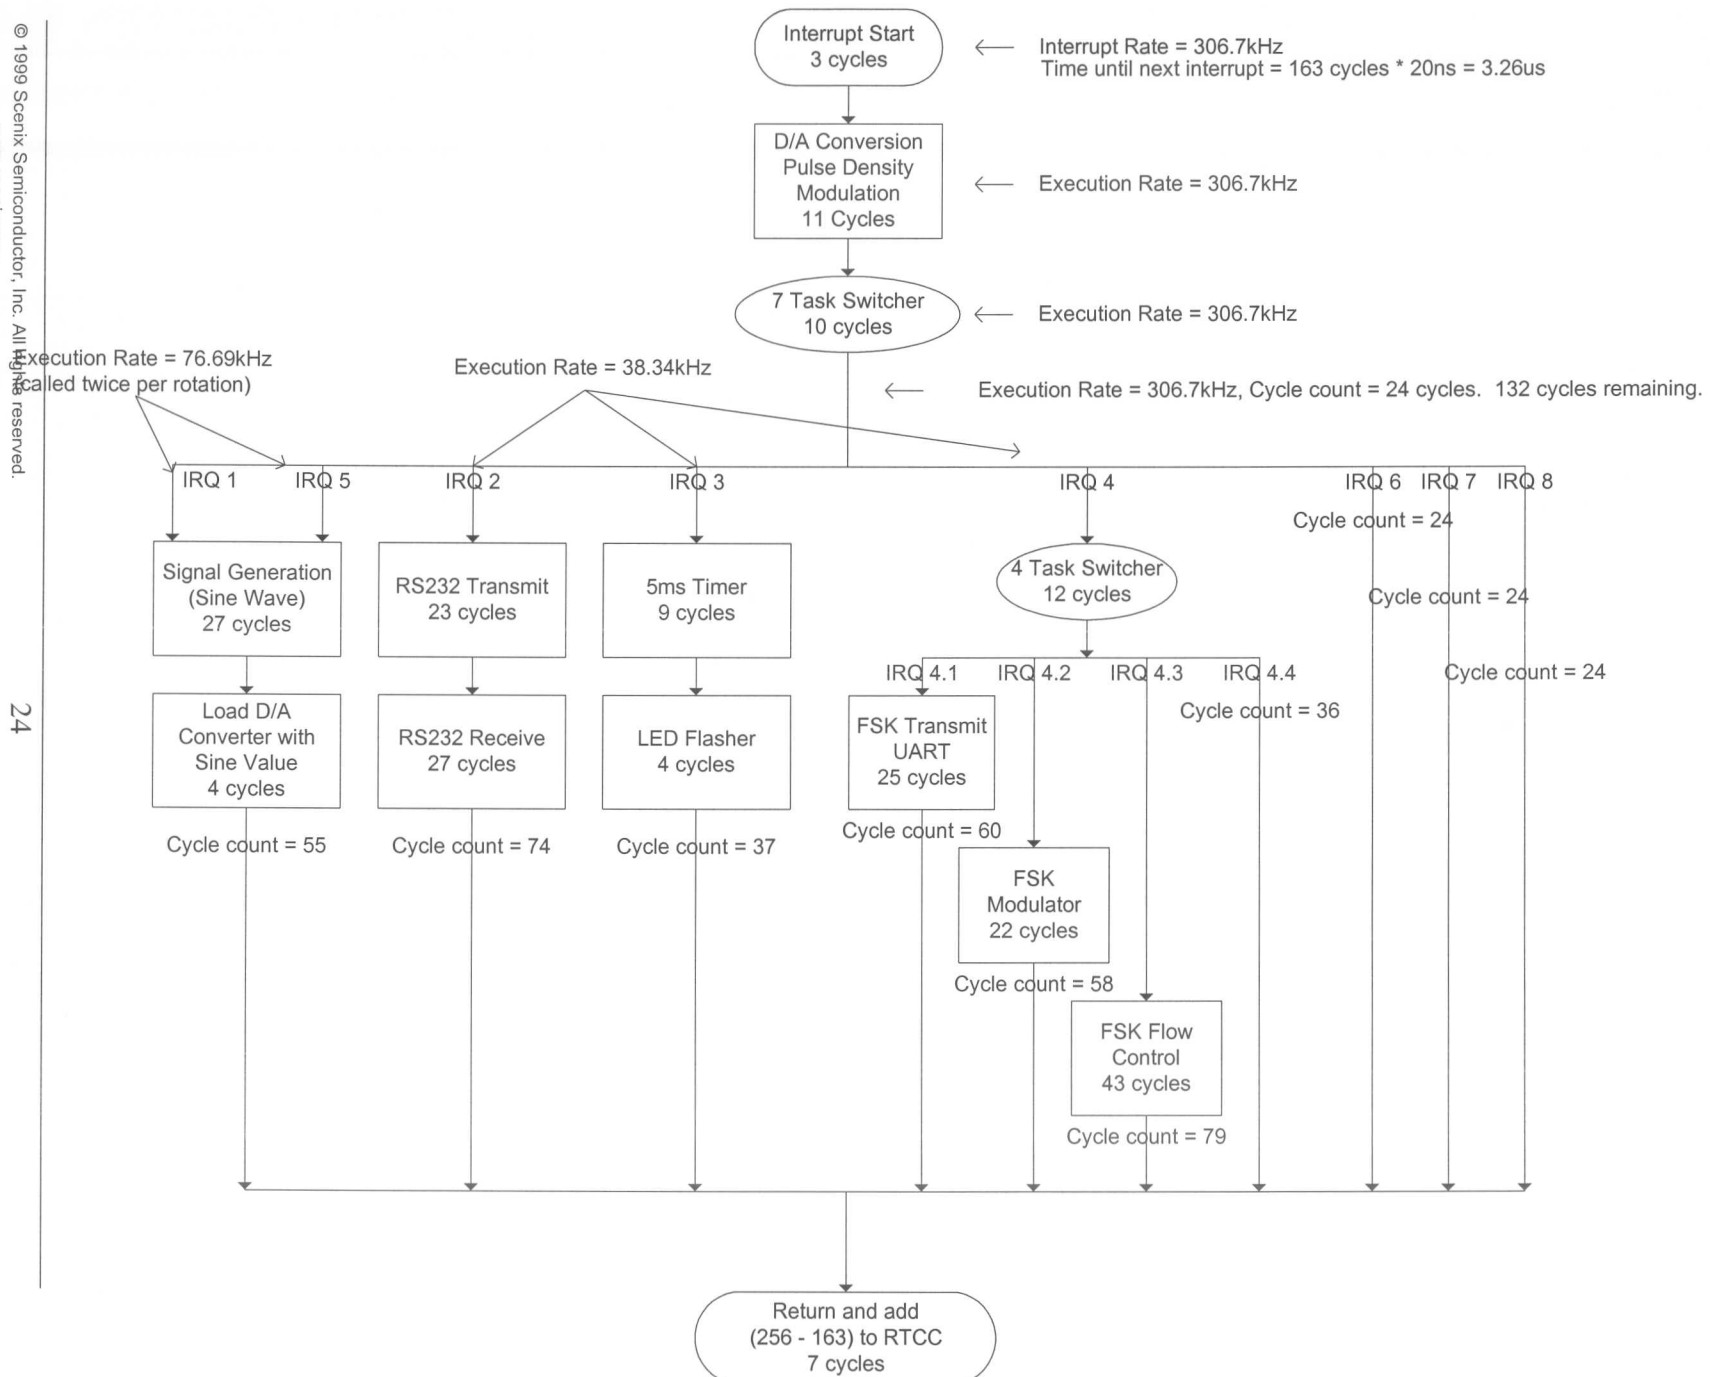 © 1999 Scenix Semiconductor, Inc. All rights reserved.
24
Interrupt Start
3 cycles
Interrupt Rate = 306.7kHz
Time until next interrupt = 163 cycles * 20ns = 3.26us
D/A Conversion
Pulse Density
Modulation
11 Cycles
Execution Rate = 306.7kHz
7 Task Switcher
10 cycles
Execution Rate = 306.7kHz
Execution Rate = 76.69kHz
(called twice per rotation)
Execution Rate = 38.34kHz
Execution Rate = 306.7kHz, Cycle count = 24 cycles.  132 cycles remaining.
IRQ 1
IRQ 5
IRQ 2
IRQ 3
IRQ 4
IRQ 6
IRQ 7
IRQ 8
Cycle count = 24
Cycle count = 24
Cycle count = 24
Signal Generation
(Sine Wave)
27 cycles
RS232 Transmit
23 cycles
5ms Timer
9 cycles
4 Task Switcher
12 cycles
IRQ 4.1
IRQ 4.2
IRQ 4.3
IRQ 4.4
Cycle count = 36
Load D/A
Converter with
Sine Value
4 cycles
RS232 Receive
27 cycles
LED Flasher
4 cycles
FSK Transmit
UART
25 cycles
Cycle count = 55
Cycle count = 74
Cycle count = 37
Cycle count = 60
FSK
Modulator
22 cycles
Cycle count = 58
FSK Flow
Control
43 cycles
Cycle count = 79
Return and add
(256 - 163) to RTCC
7 cycles